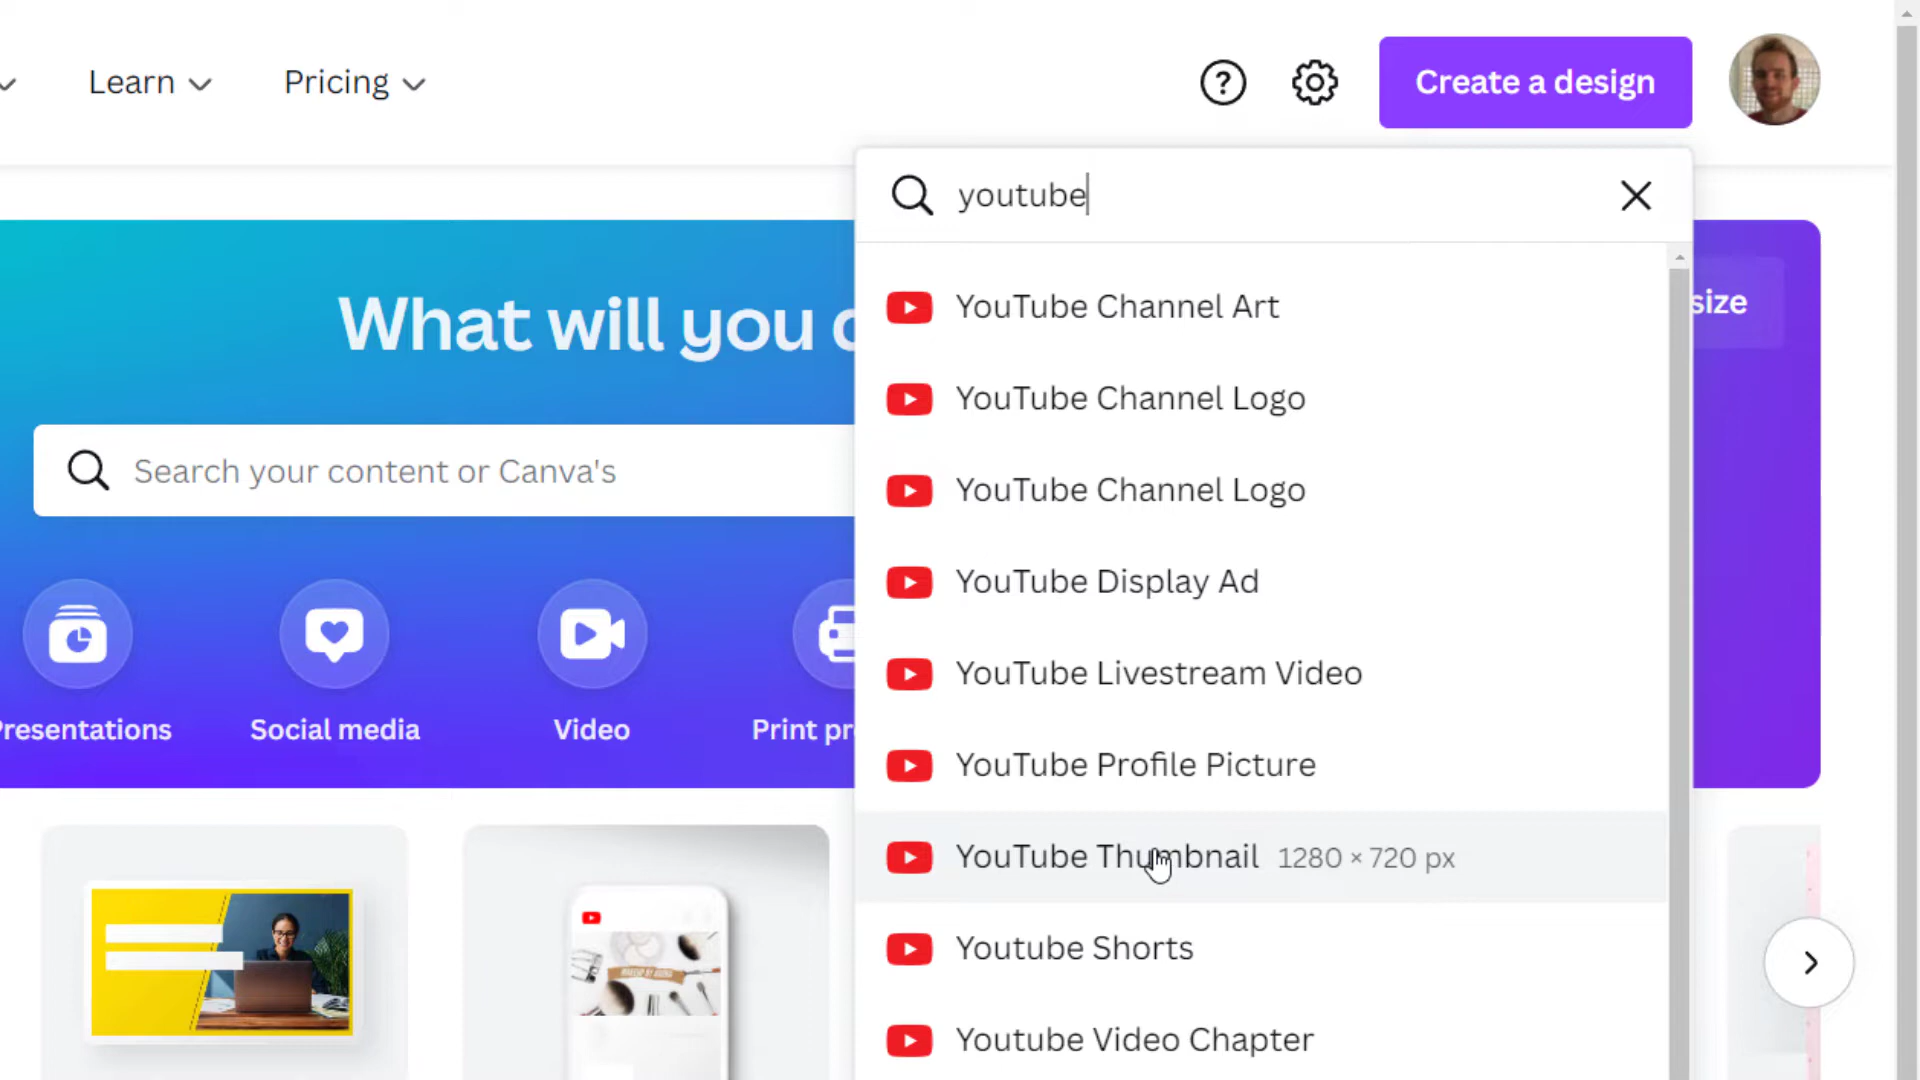 Learn
Pricing
?
Create a design
youtube
size
What will you
YouTube Channel Art
YouTube Channel Logo
Search your content or Canva's
YouTube Channel Logo
YouTube Display Ad
YouTube Livestream Video
Presentations
Social media
Video
Print pr
YouTube Profile Picture
YouTube Thumbnail 1280 × 720 px
Youtube Shorts
Youtube Video Chapter